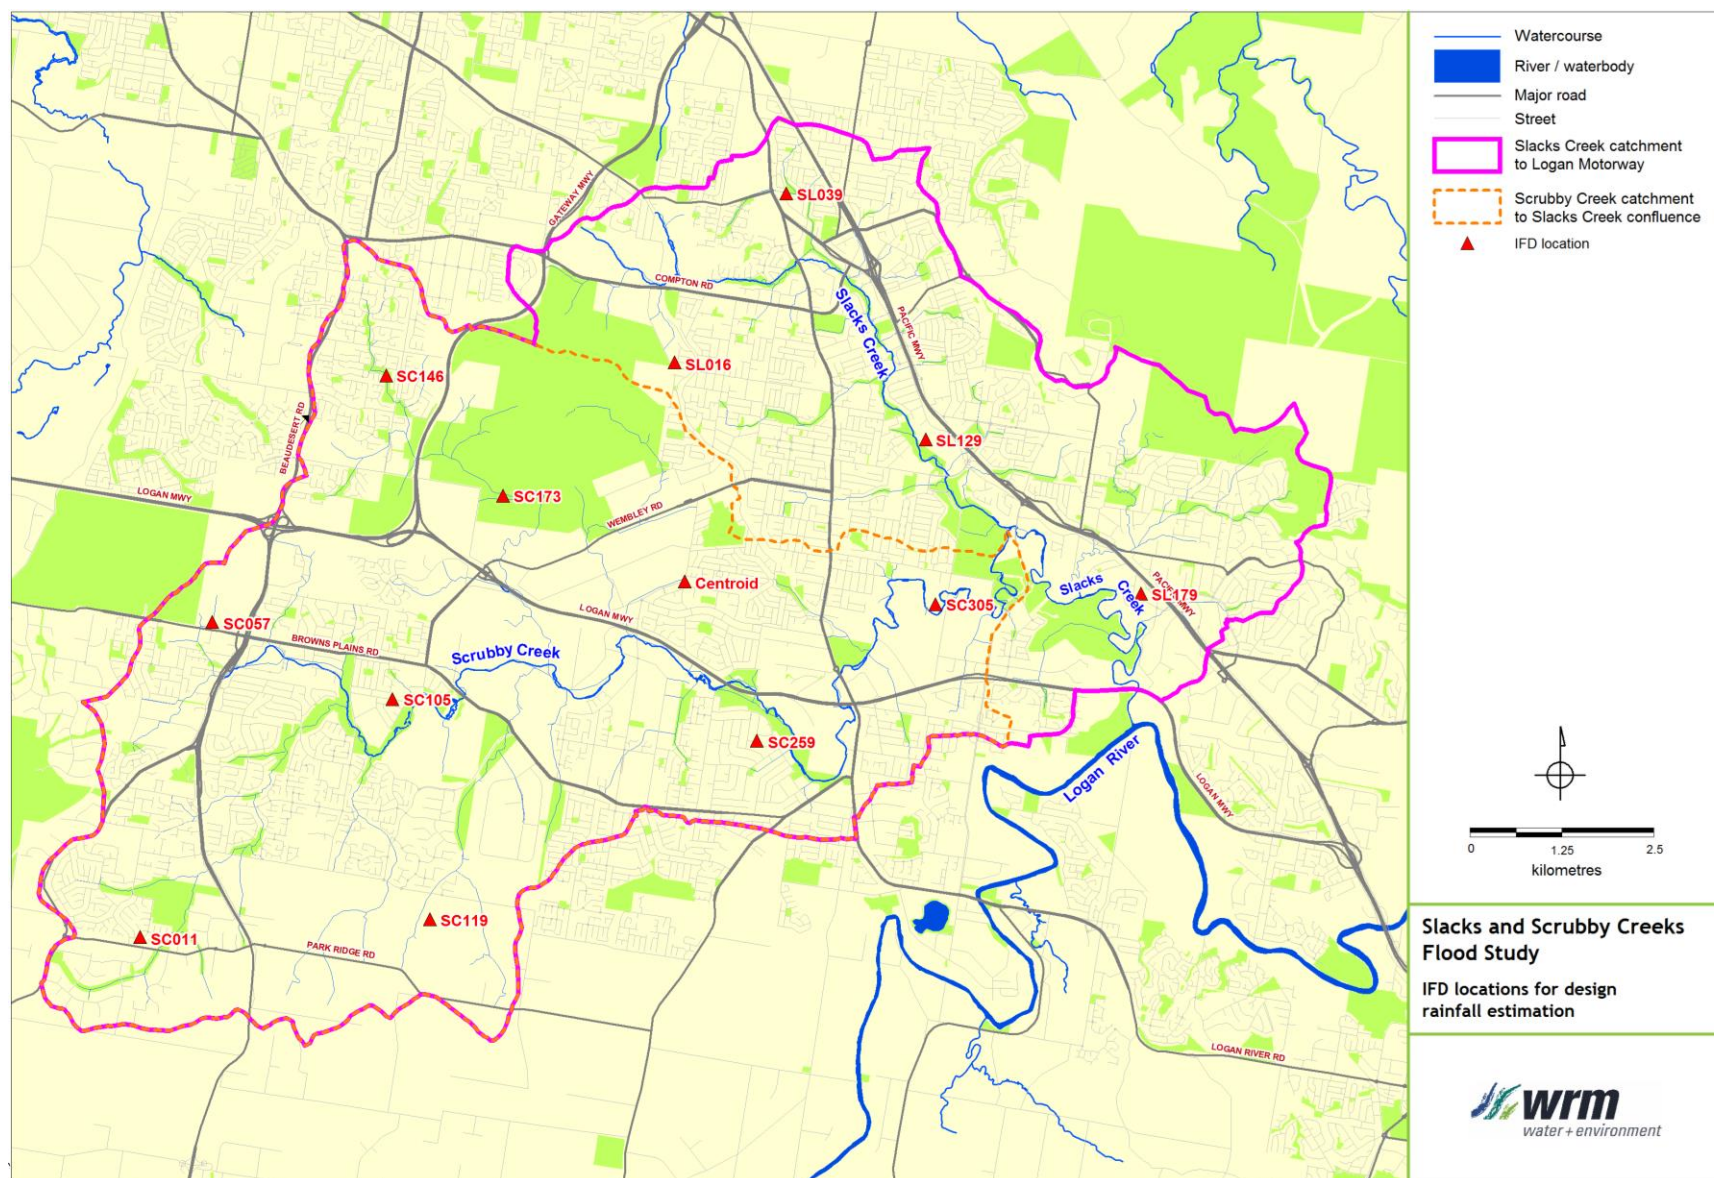 Watercourse
River / waterbody
Major road
Street
Slacks Creek catchment
to Logan Motorway
Scrubby Creek catchment
to Slacks Creek confluence
IFD location
GATEWAY MWY
SL039
COMPTON RD
Slacks Creek
PACIFIC MWY
SL016
SC146
BEAUDESERT RD
SL129
LOGAN MWY
SC173
WEMBLEY RD
Centroid
Slacks
Creek
PACIFIC MWY
SL179
SC305
LOGAN MWY
SC057
BROWNS PLAINS RD
Scrubby Creek
SC105
SC259
Logan River
LOGAN MWY
SC119
SC011
PARK RIDGE RD
LOGAN RIVER RD
0
1.25
2.5
kilometres
Slacks and Scrubby Creeks
Flood Study
IFD locations for design
rainfall estimation
wrm
water + environment